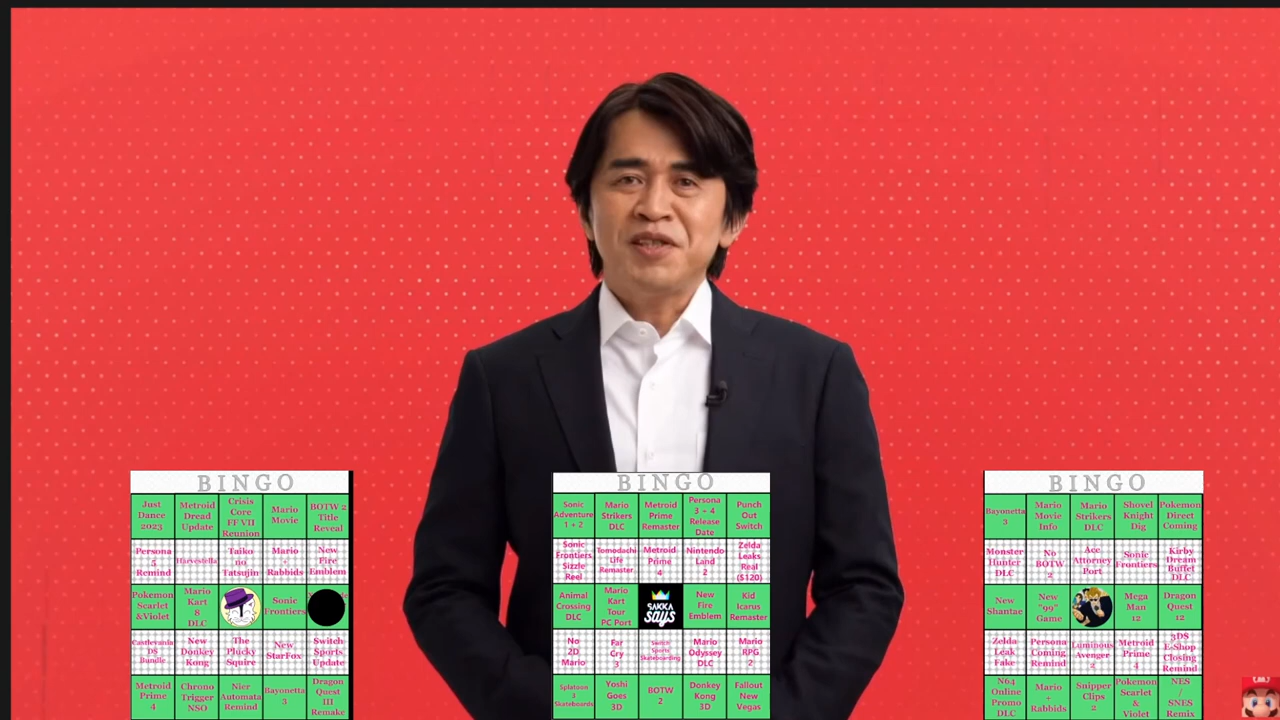 BINGO
Just
Dance
2023
Metroid
Dread
Update
Crisis
Core
FF VII
Reunion
Mario
Movie
BOTW 2
Title
Reveal
Persona
5
Remind
Harvestella
Taiko
no
Tatsujin
Mario
+
Rabbids
New
Fire
Emblem
Pokemon
Scarlet
&Violet
Mario
Kart
8
DLC
Sonic
Frontiers
Castlevania
DS
Bundle
New
Donkey
Kong
The
Plucky
Squire
New
StarFox
Switch
Sports
Update
Metroid
Prime
4
Chrono
Trigger
NSO
Nier
Automata
Remind
Bayonetta
3
Dragon
Quest
III
Remake
BINGO
Sonic
Adventure
1 + 2
Mario
Strikers
DLC
Metroid
Prime
Remaster
Persona
3 + 4
Release
Date
Punch
Out
Switch
Sonic
Frontiers
Sizzle
Reel
Tomodachi
Life
Remaster
Metroid
Prime
4
Nintendo
Land
2
Zelda
Leaks
Real
($120)
Animal
Crossing
DLC
Mario
Kart
Tour
PC Port
SAKKA
says
New
Fire
Emblem
Kid
Icarus
Remaster
No
2D
Mario
Far
Cry
3
Switch
Sports
Skateboarding
Mario
Odyssey
DLC
Mario
RPG
2
Splatoon
3
Skateboards
Yoshi
Goes
3D
BOTW
2
Donkey
Kong
3D
Fallout
New
Vegas
BINGO
Bayonetta
3
Mario
Movie
Info
Mario
Strikers
DLC
Shovel
Knight
Dig
Pokemon
Direct
Coming
Monster
Hunter
DLC
No
BOTW
2
Ace
Attorney
Port
Sonic
Frontiers
Kirby
Dream
Buffet
DLC
New
Shantae
New
"99"
Game
Mega
Man
12
Dragon
Quest
12
Zelda
Leak
Fake
Persona
Coming
Remind
Luminous
Avenger
2
Metroid
Prime
4
3DS
E-Shop
Closing
Remind
N64
Online
Promo
DLC
Mario
+
Rabbids
Snipper
Clips
2
Pokemon
Scarlet
&
Violet
NES
/
SNES
Remix